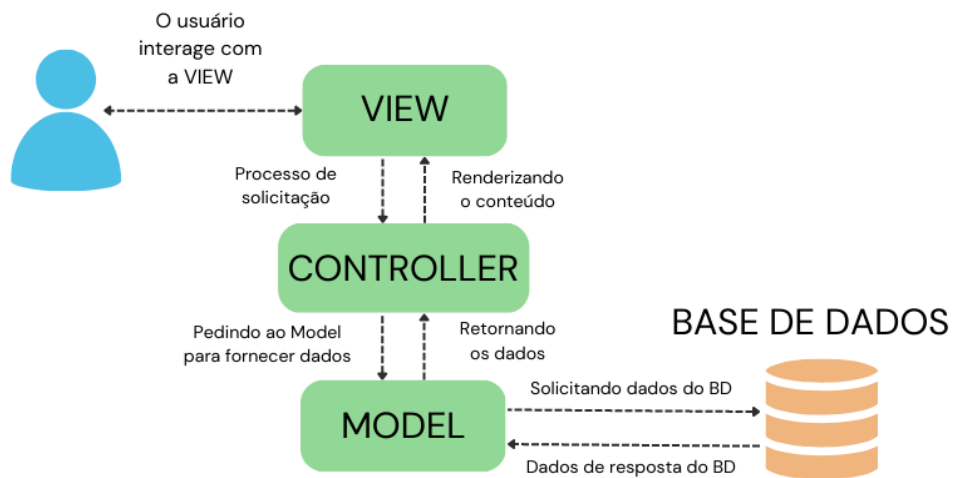 O usuário
interage com
a VIEW
VIEW
Processo de
solicitação
Renderizando
o conteúdo
CONTROLLER
Pedindo ao Model
para fornecer dados
Retornando
os dados
BASE DE DADOS
MODEL
Solicitando dados do BD
Dados de resposta do BD